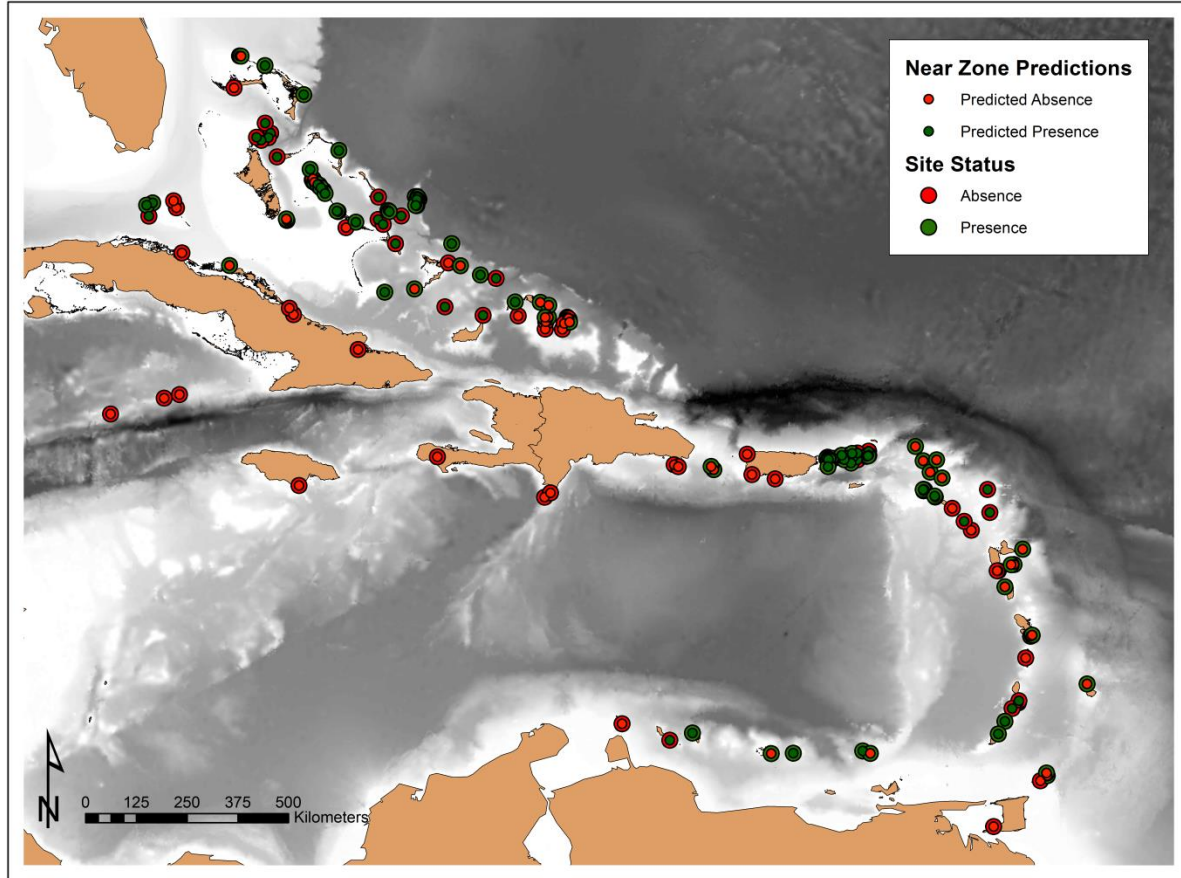 Near Zone Predictions
Predicted Absence
Predicted Presence
Site Status
Absence
Presence
N
0 125 250 375 500
Kilometers